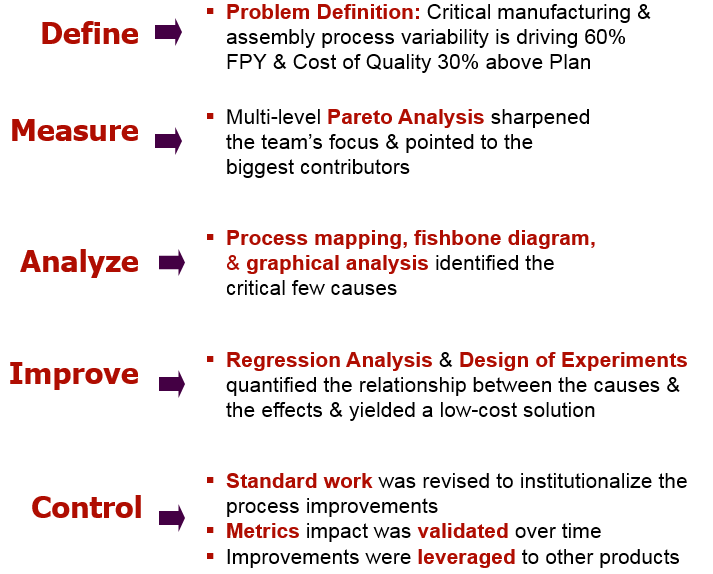 Define
▪ Problem Definition: Critical manufacturing &
assembly process variability is driving 60%
FPY & Cost of Quality 30% above Plan
Measure
▪ Multi-level Pareto Analysis sharpened
the team's focus & pointed to the
biggest contributors
Analyze
▪ Process mapping, fishbone diagram,
& graphical analysis identified the
critical few causes
Improve
▪ Regression Analysis & Design of Experiments
quantified the relationship between the causes &
the effects & yielded a low-cost solution
Control
▪ Standard work was revised to institutionalize the
process improvements
▪ Metrics impact was validated over time
▪ Improvements were leveraged to other products